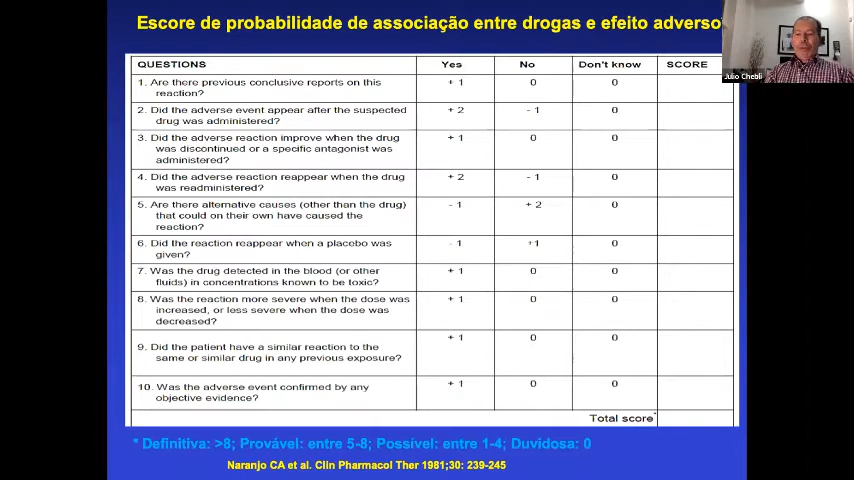 Escore de probabilidade de associação entre drogas e efeito adverso
Julio Chebli
QUESTIONS Yes No Don't know SCORE
1. Are there previous conclusive reports on this + 1 0 0
reaction?
2. Did the adverse event appear after the suspected + 2 - 1 0
drug was administered?
3. Did the adverse reaction improve when the drug + 1 0 0
was discontinued or a specific antagonist was
administered?
4. Did the adverse reaction reappear when the drug + 2 - 1 0
was readministered?
5. Are there alternative causes (other than the drug) - 1 + 2 0
that could on their own have caused the
reaction?
6. Did the reaction reappear when a placebo was - 1 +1 0
given?
7. Was the drug detected in the blood (or other + 1 0 0
fluids) in concentrations known to be toxic?
8. Was the reaction more severe when the dose was + 1 0 0
increased, or less severe when the dose was
decreased?
9. Did the patient have a similar reaction to the + 1 0 0
same or similar drug in any previous exposure?
10. Was the adverse event confirmed by any + 1 0 0
objective evidence?
Total score*
* Definitiva: >8; Provável: entre 5-8; Possível: entre 1-4; Duvidosa: 0
Naranjo CA et al. Clin Pharmacol Ther 1981;30: 239-245